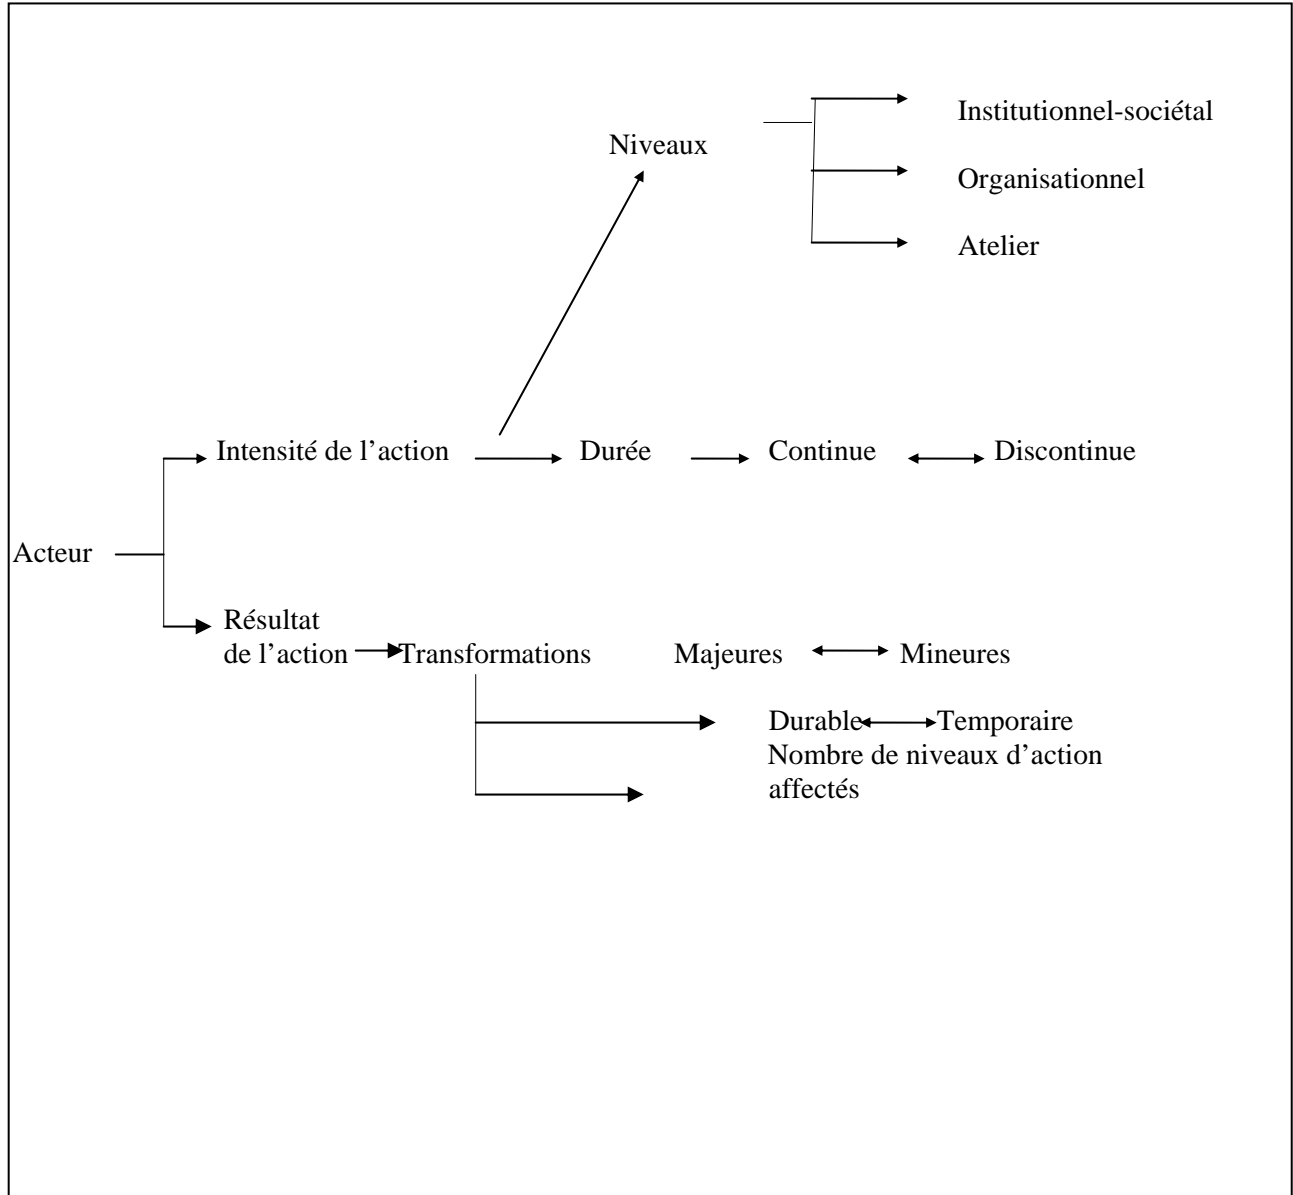 Institutionnel-sociétal
Niveaux
Organisationnel
Atelier
Intensité de l’action Durée Continue Discontinue
Acteur
Résultat
de l’action Transformations Majeures Mineures
Durable Temporaire
Nombre de niveaux d’action
affectés